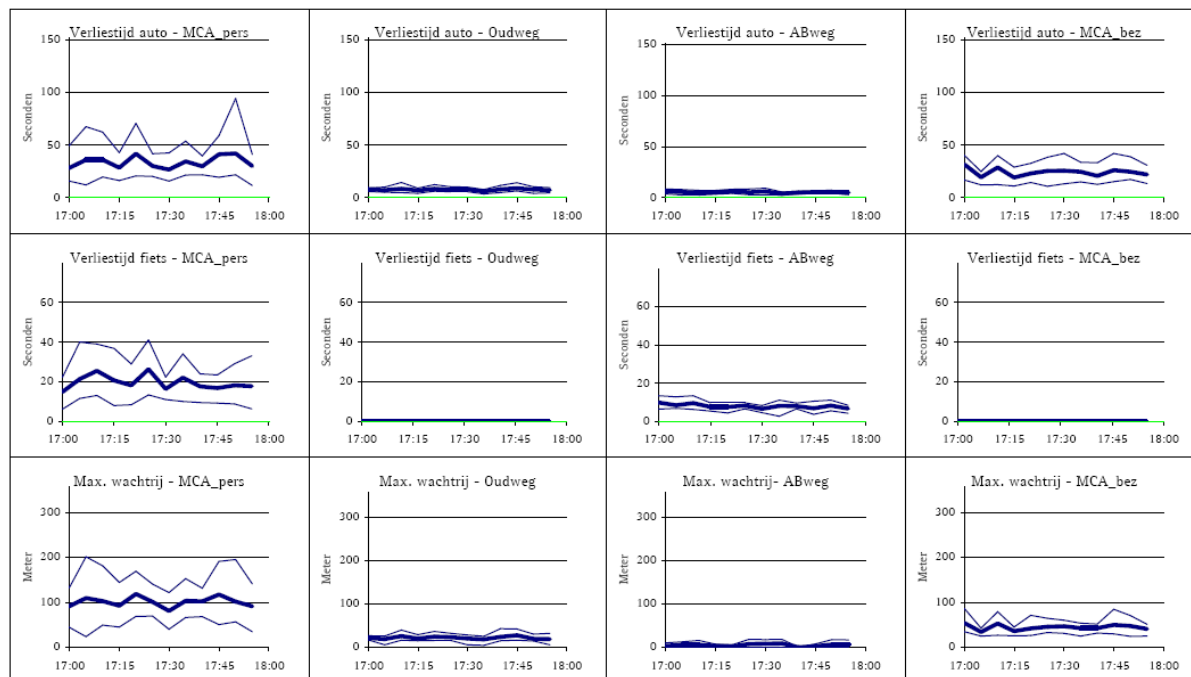 Verliestijd auto - MCA_pers
150
100
50
0
Seconden
17:00 17:15 17:30 17:45 18:00
Verliestijd auto - Oudweg
150
100
50
0
Seconden
17:00 17:15 17:30 17:45 18:00
Verliestijd auto - ABweg
150
100
50
0
Seconden
17:00 17:15 17:30 17:45 18:00
Verliestijd auto - MCA_bez
150
100
50
0
Seconden
17:00 17:15 17:30 17:45 18:00
Verliestijd fiets - MCA_pers
60
40
20
0
Seconden
17:00 17:15 17:30 17:45 18:00
Verliestijd fiets - Oudweg
60
40
20
0
Seconden
17:00 17:15 17:30 17:45 18:00
Verliestijd fiets - ABweg
60
40
20
0
Seconden
17:00 17:15 17:30 17:45 18:00
Verliestijd fiets - MCA_bez
60
40
20
0
Seconden
17:00 17:15 17:30 17:45 18:00
Max. wachtrij - MCA_pers
300
200
100
0
Meter
17:00 17:15 17:30 17:45 18:00
Max. wachtrij - Oudweg
300
200
100
0
Meter
17:00 17:15 17:30 17:45 18:00
Max. wachtrij- ABweg
300
200
100
0
Meter
17:00 17:15 17:30 17:45 18:00
Max. wachtrij - MCA_bez
300
200
100
0
Meter
17:00 17:15 17:30 17:45 18:00